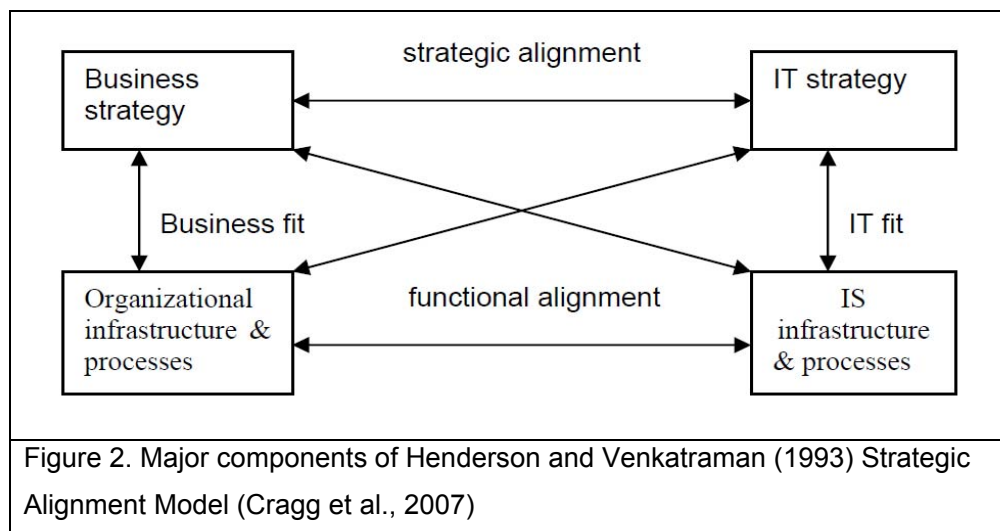 strategic alignment
Business
strategy
IT strategy
Business fit
IT fit
Organizational
infrastructure &
processes
functional alignment
IS
infrastructure
& processes
Figure 2. Major components of Henderson and Venkatraman (1993) Strategic
Alignment Model (Cragg et al., 2007)